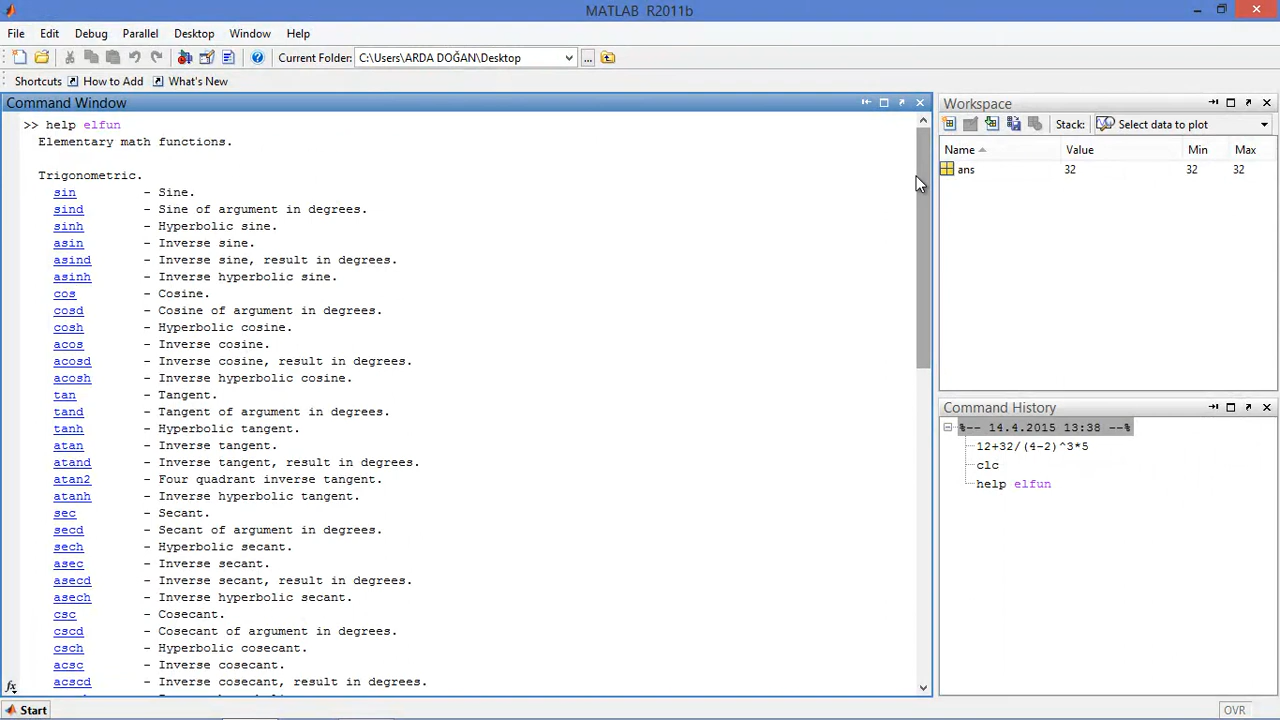 MATLAB R2011b
File Edit Debug Parallel Desktop Window Help
Current Folder: C:\Users\ARDA DOĞAN\Desktop ...
Shortcuts How to Add What's New
Command Window
>> help elfun
Elementary math functions.
Trigonometric.
sin - Sine.
sind - Sine of argument in degrees.
sinh - Hyperbolic sine.
asin - Inverse sine.
asind - Inverse sine, result in degrees.
asinh - Inverse hyperbolic sine.
cos - Cosine.
cosd - Cosine of argument in degrees.
cosh - Hyperbolic cosine.
acos - Inverse cosine.
acosd - Inverse cosine, result in degrees.
acosh - Inverse hyperbolic cosine.
tan - Tangent.
tand - Tangent of argument in degrees.
tanh - Hyperbolic tangent.
atan - Inverse tangent.
atand - Inverse tangent, result in degrees.
atan2 - Four quadrant inverse tangent.
atanh - Inverse hyperbolic tangent.
sec - Secant.
secd - Secant of argument in degrees.
sech - Hyperbolic secant.
asec - Inverse secant.
asecd - Inverse secant, result in degrees.
asech - Inverse hyperbolic secant.
csc - Cosecant.
cscd - Cosecant of argument in degrees.
csch - Hyperbolic cosecant.
acsc - Inverse cosecant.
acscd - Inverse cosecant, result in degrees.
fx
Workspace
Stack: Select data to plot
Name Value Min Max
ans 32 32 32
Command History
%-- 14.4.2015 13:38 --%
12+32/(4-2)^3*5
clc
help elfun
Start
OVR